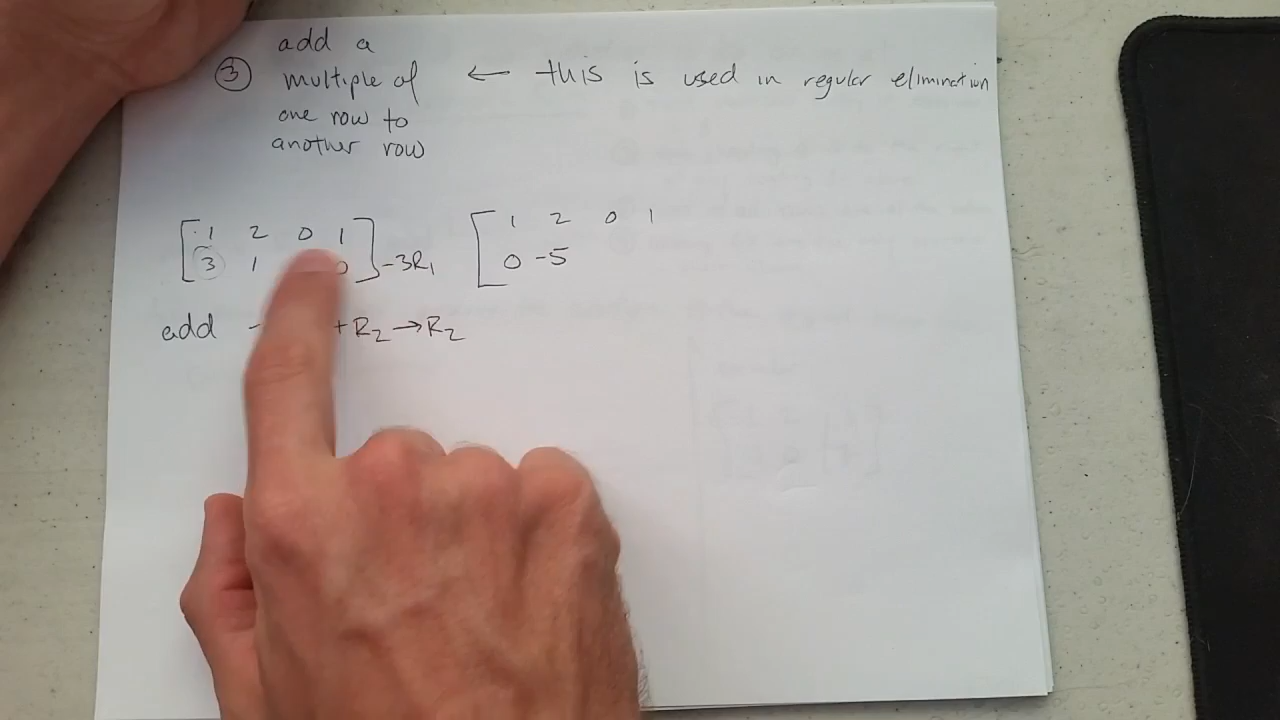 add a
③ multiple of ← this is used in regular elimination
one row to
another row
[ 1 2 0 1 ] [ 1 2 0 1
3 1 0 -3R₁ 0 -5
add - +R₂ → R₂